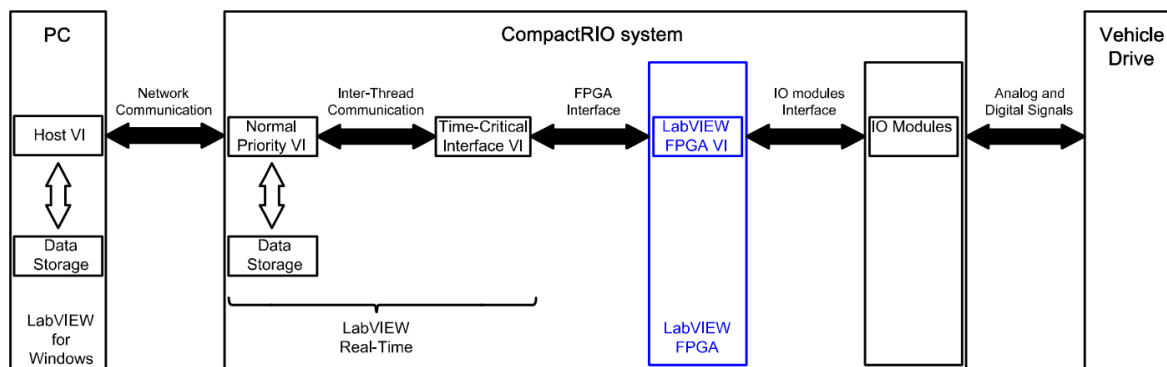 PC
CompactRIO system
Vehicle
Drive
Network
Communication
Inter-Thread
Communication
FPGA
Interface
IO modules
Interface
Analog and
Digital Signals
Host VI
Normal
Priority VI
Time-Critical
Interface VI
LabVIEW
FPGA VI
IO Modules
Data
Storage
Data
Storage
LabVIEW
for
Windows
LabVIEW
Real-Time
LabVIEW
FPGA